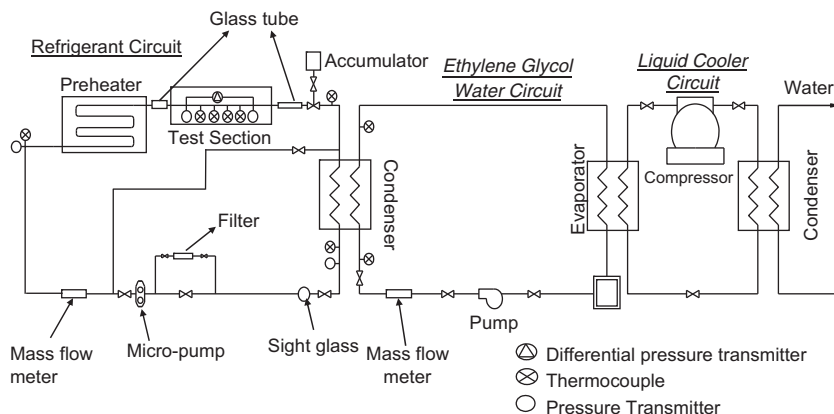 Glass tube
Refrigerant Circuit
Accumulator
Preheater
Test Section
Ethylene Glycol
Water Circuit
Liquid Cooler
Circuit
Water
Condenser
Evaporator
Compressor
Condenser
Filter
Mass flow
meter
Micro-pump
Sight glass
Mass flow
meter
Pump
Differential pressure transmitter
Thermocouple
Pressure Transmitter